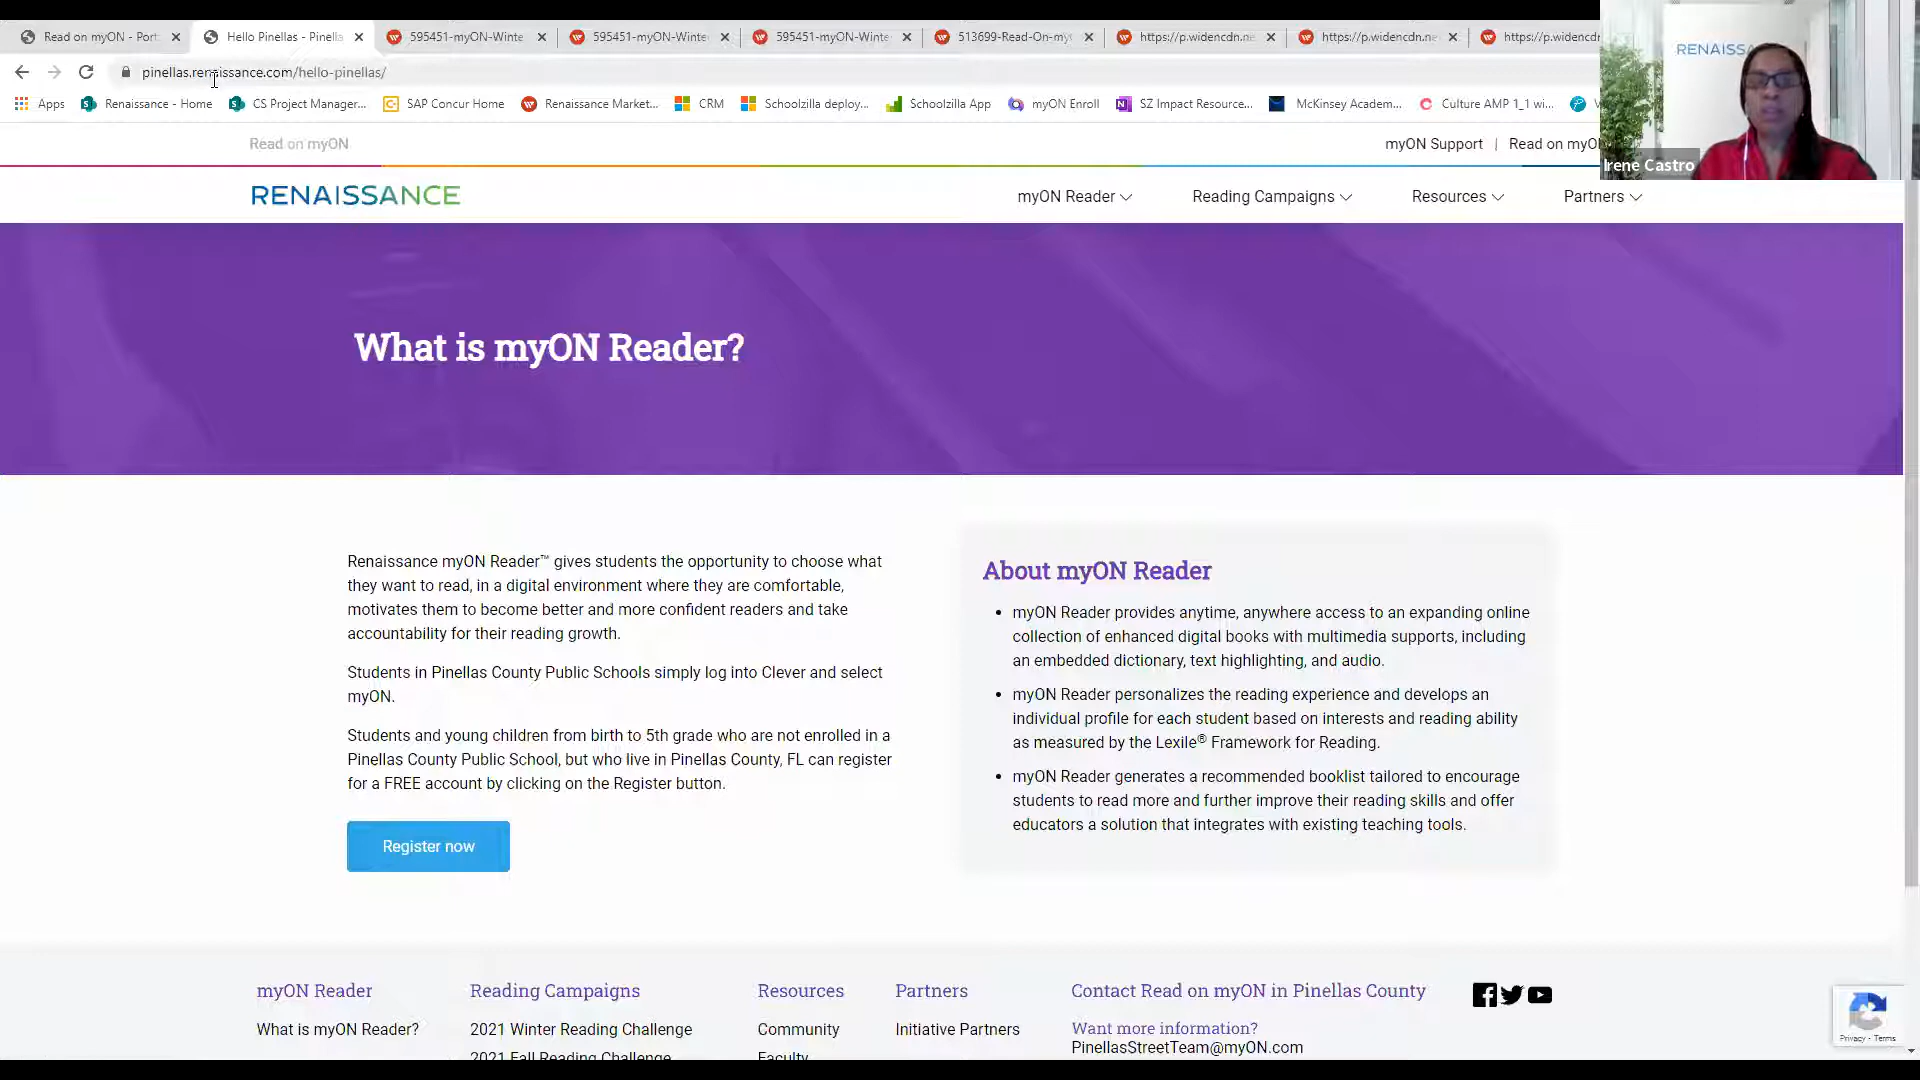 Read on myON - Port
Hello Pinellas - Pinella
595451-myON-Winte
595451-myON-Winte
595451-myON-Winte
513699-Read-On-my
https://p.widencdn.ne
https://p.widencdn.ne
https://p.widencd
pinellas.renaissance.com/hello-pinellas/
Apps
Renaissance - Home
CS Project Manager...
SAP Concur Home
Renaissance Market...
CRM
Schoolzilla deploy...
Schoolzilla App
myON Enroll
SZ Impact Resource...
McKinsey Academ...
Culture AMP 1_1 wi...
RENAISSA
Irene Castro
Read on myON
myON Support | Read on myO
RENAISSANCE
myON Reader
Reading Campaigns
Resources
Partners
What is myON Reader?
Renaissance myON Reader™ gives students the opportunity to choose what
they want to read, in a digital environment where they are comfortable,
motivates them to become better and more confident readers and take
accountability for their reading growth.
Students in Pinellas County Public Schools simply log into Clever and select
myON.
Students and young children from birth to 5th grade who are not enrolled in a
Pinellas County Public School, but who live in Pinellas County, FL can register
for a FREE account by clicking on the Register button.
Register now
About myON Reader
• myON Reader provides anytime, anywhere access to an expanding online
collection of enhanced digital books with multimedia supports, including
an embedded dictionary, text highlighting, and audio.
• myON Reader personalizes the reading experience and develops an
individual profile for each student based on interests and reading ability
as measured by the Lexile® Framework for Reading.
• myON Reader generates a recommended booklist tailored to encourage
students to read more and further improve their reading skills and offer
educators a solution that integrates with existing teaching tools.
myON Reader
What is myON Reader?
Reading Campaigns
2021 Winter Reading Challenge
2021 Fall Reading Challenge
Resources
Community
Faculty
Partners
Initiative Partners
Contact Read on myON in Pinellas County
Want more information?
PinellasStreetTeam@myON.com
Privacy - Terms